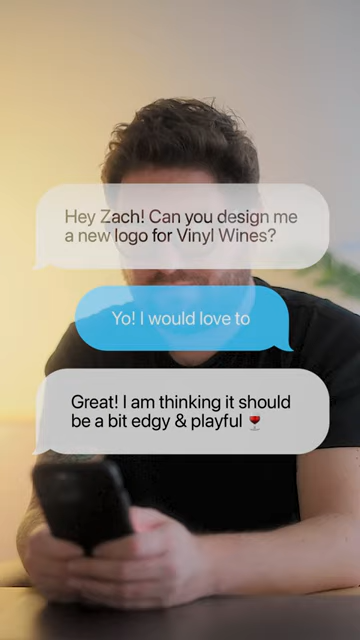 Hey Zach! Can you design me
a new logo for Vinyl Wines?
Yo! I would love to
Great! I am thinking it should
be a bit edgy & playful 🍷